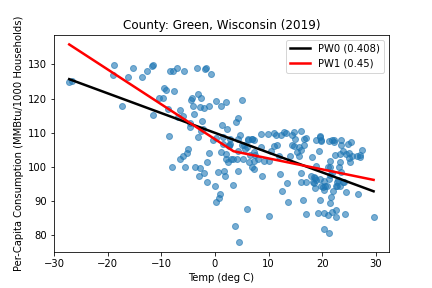 County: Green, Wisconsin (2019)
PW0 (0.408)
PW1 (0.45)
Per-Capita Consumption (MMBtu/1000 Households)
130
120
110
100
90
80
−30 −20 −10 0 10 20 30
Temp (deg C)